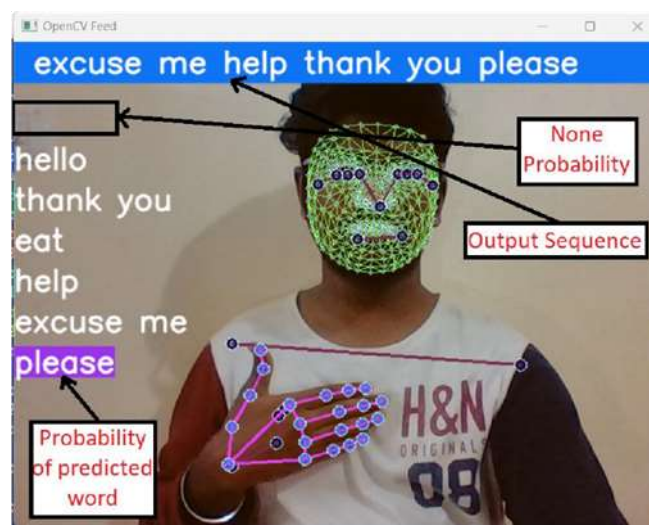 OpenCV Feed
excuse me help thank you please
None
Probability
hello
thank you
Output Sequence
eat
help
excuse me
please
Probability
of predicted
word
H&N
ORIGINALS
08